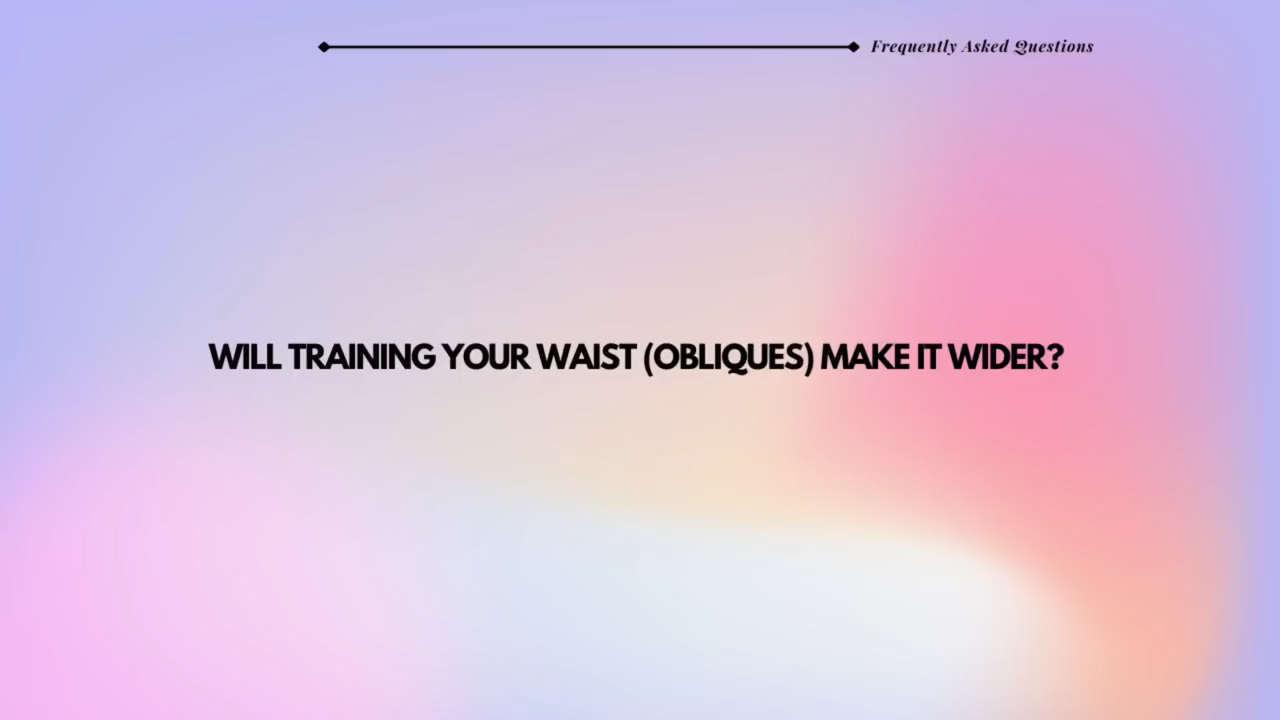 Frequently Asked Questions
WILL TRAINING YOUR WAIST (OBLIQUES) MAKE IT WIDER?